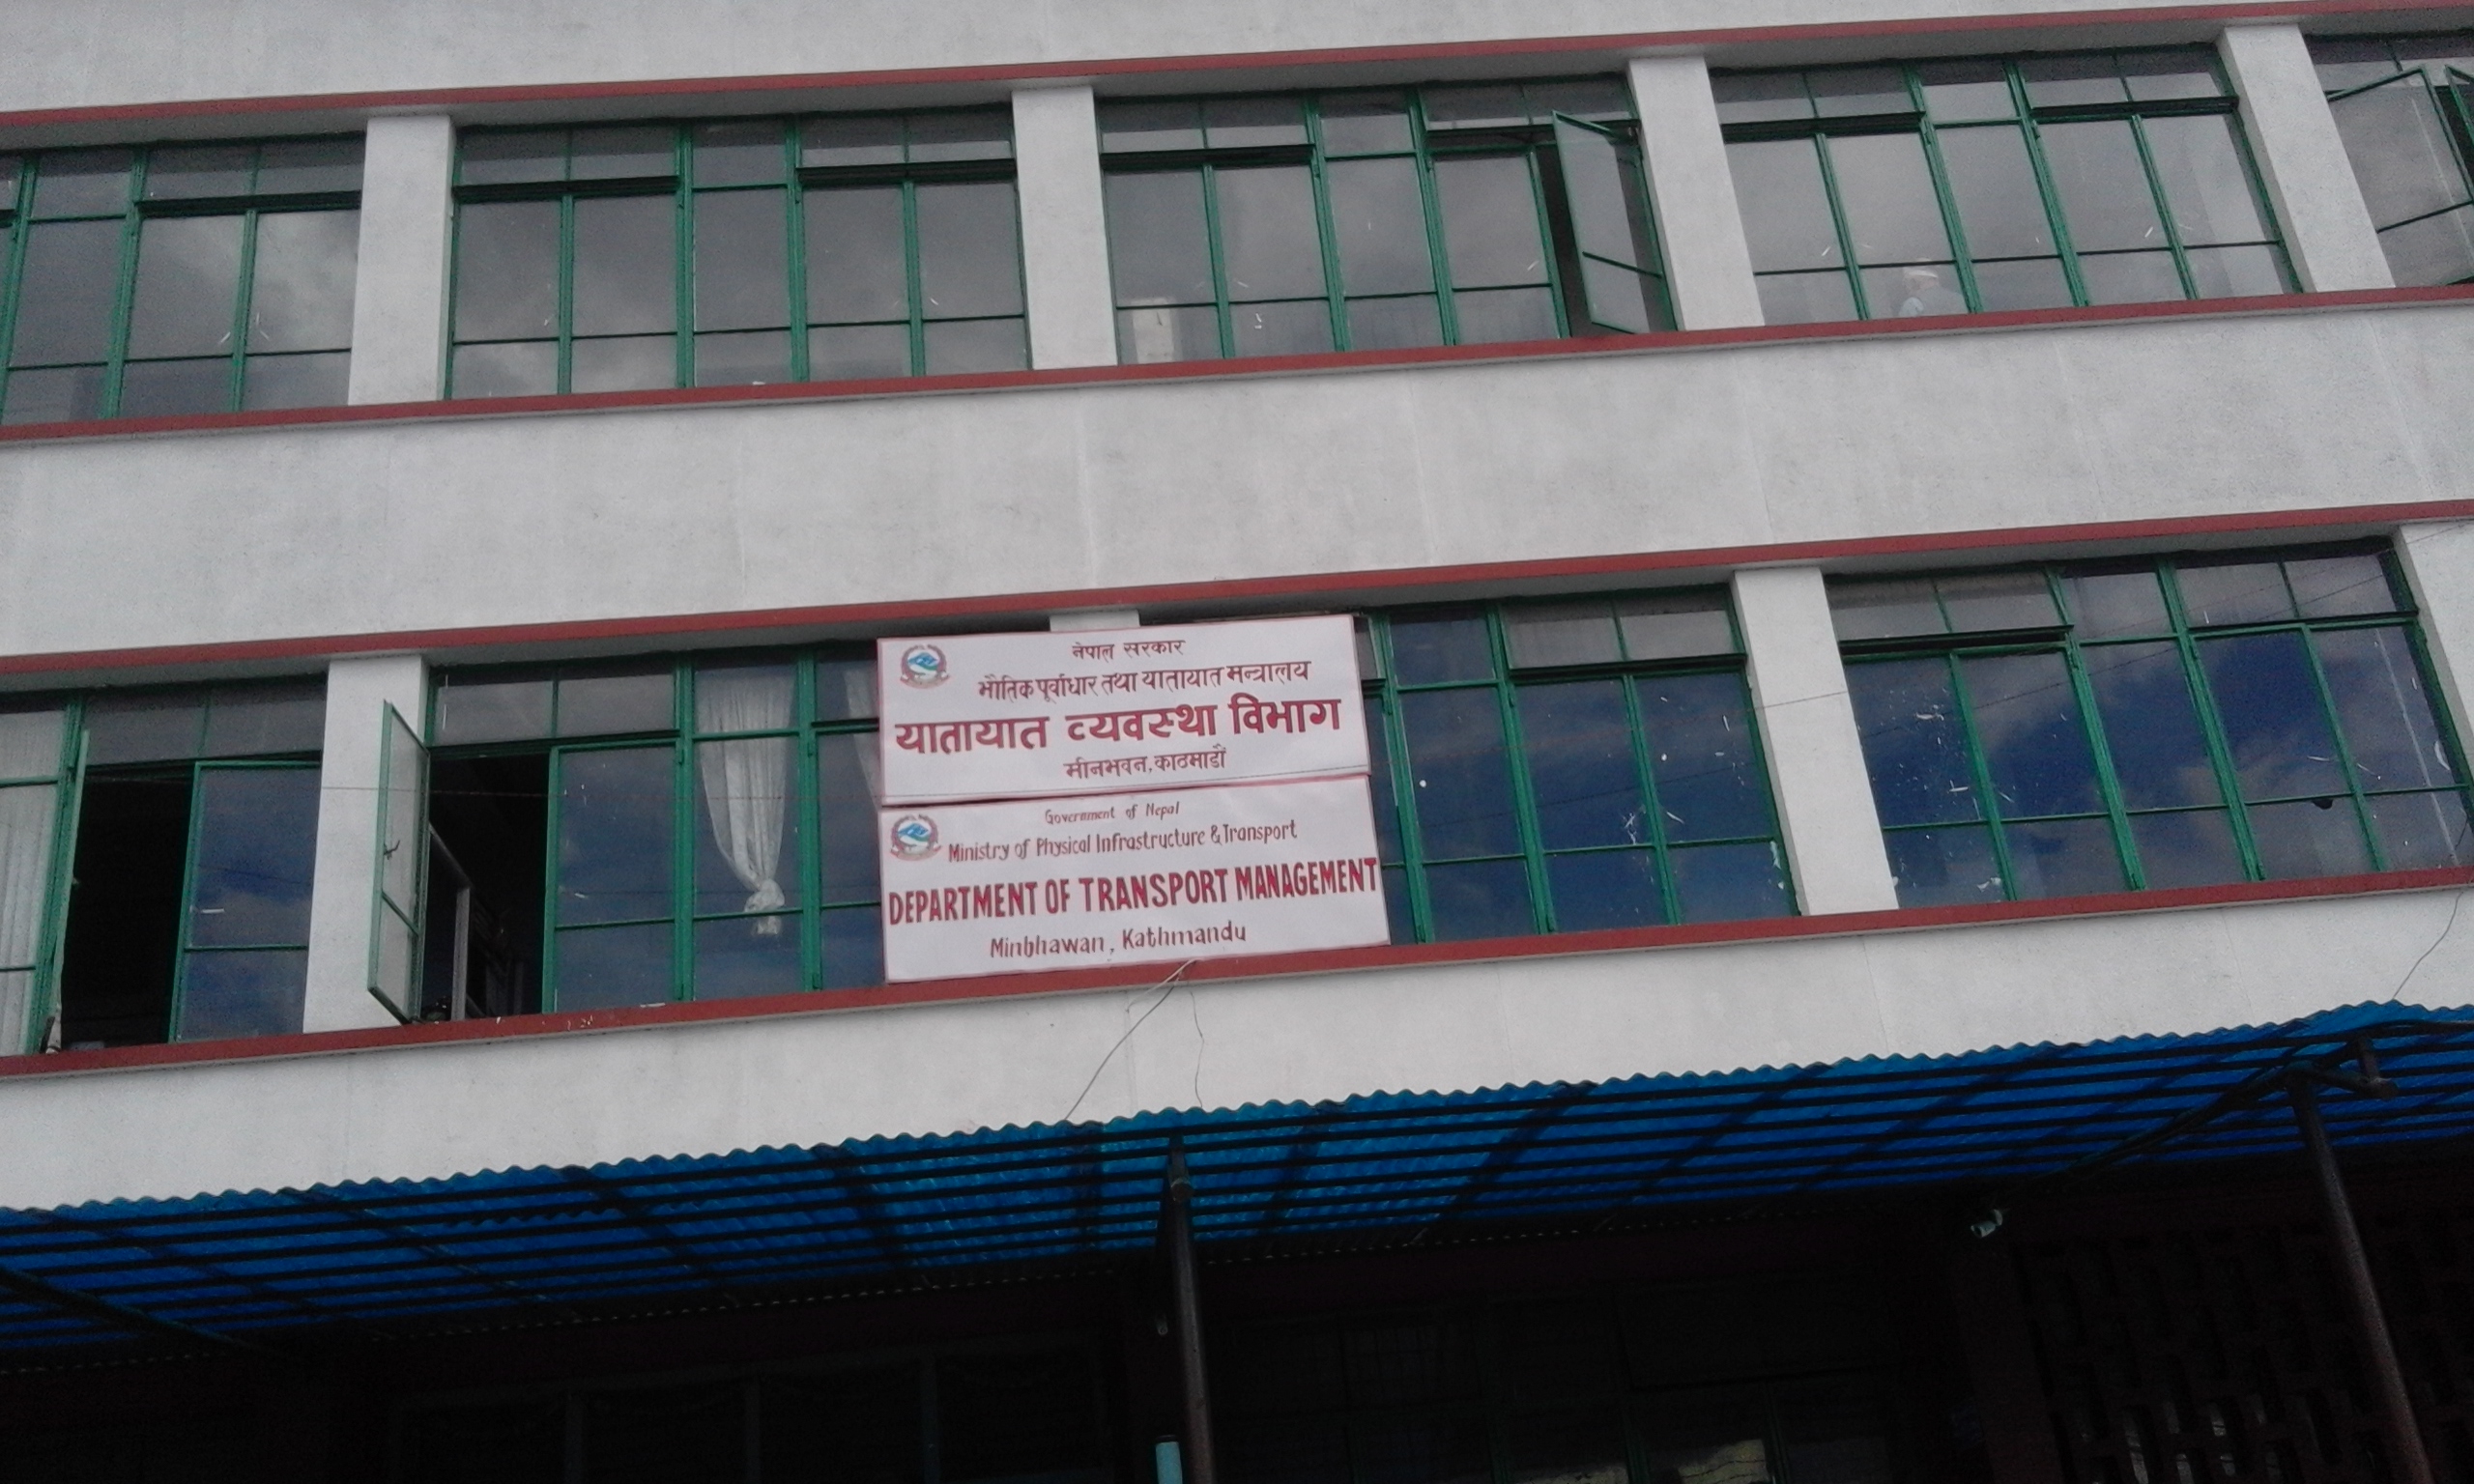 नेपाल सरकार
भौतिक पूर्वाधार तथा यातायात मन्त्रालय
यातायात व्यवस्था विभाग
मीनभवन, काठमाडौं
Government of Nepal
Ministry of Physical Infrastructure & Transport
DEPARTMENT OF TRANSPORT MANAGEMENT
Minbhawan, Kathmandu